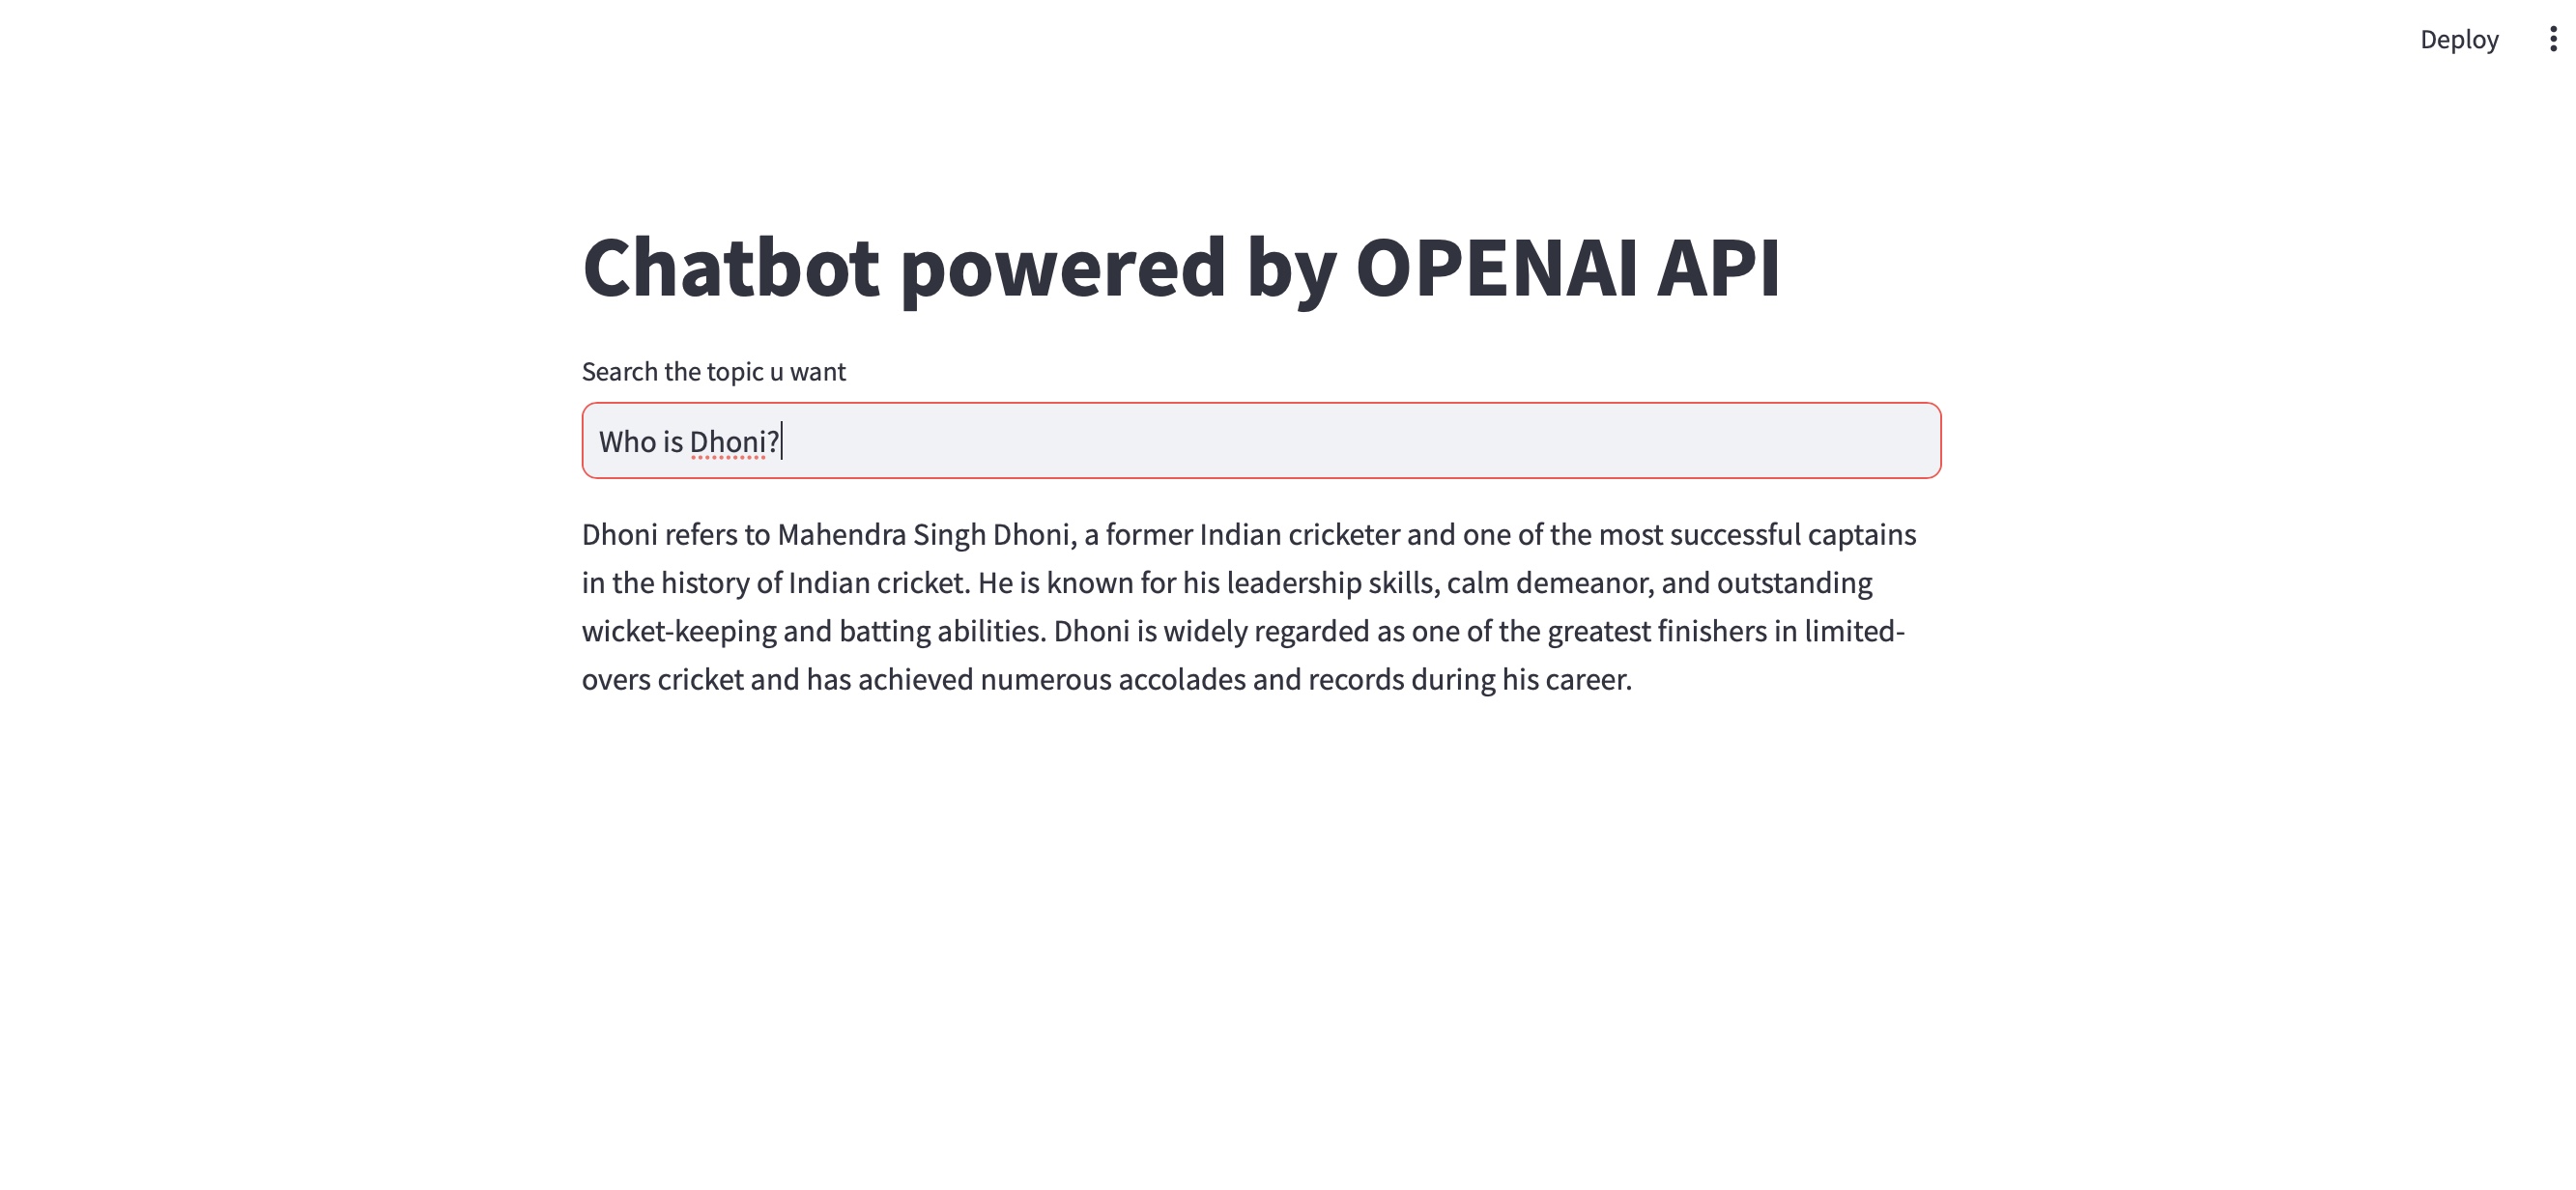 Deploy
Chatbot powered by OPENAI API
Search the topic u want
Who is Dhoni?
Dhoni refers to Mahendra Singh Dhoni, a former Indian cricketer and one of the most successful captains
in the history of Indian cricket. He is known for his leadership skills, calm demeanor, and outstanding
wicket-keeping and batting abilities. Dhoni is widely regarded as one of the greatest finishers in limited-
overs cricket and has achieved numerous accolades and records during his career.